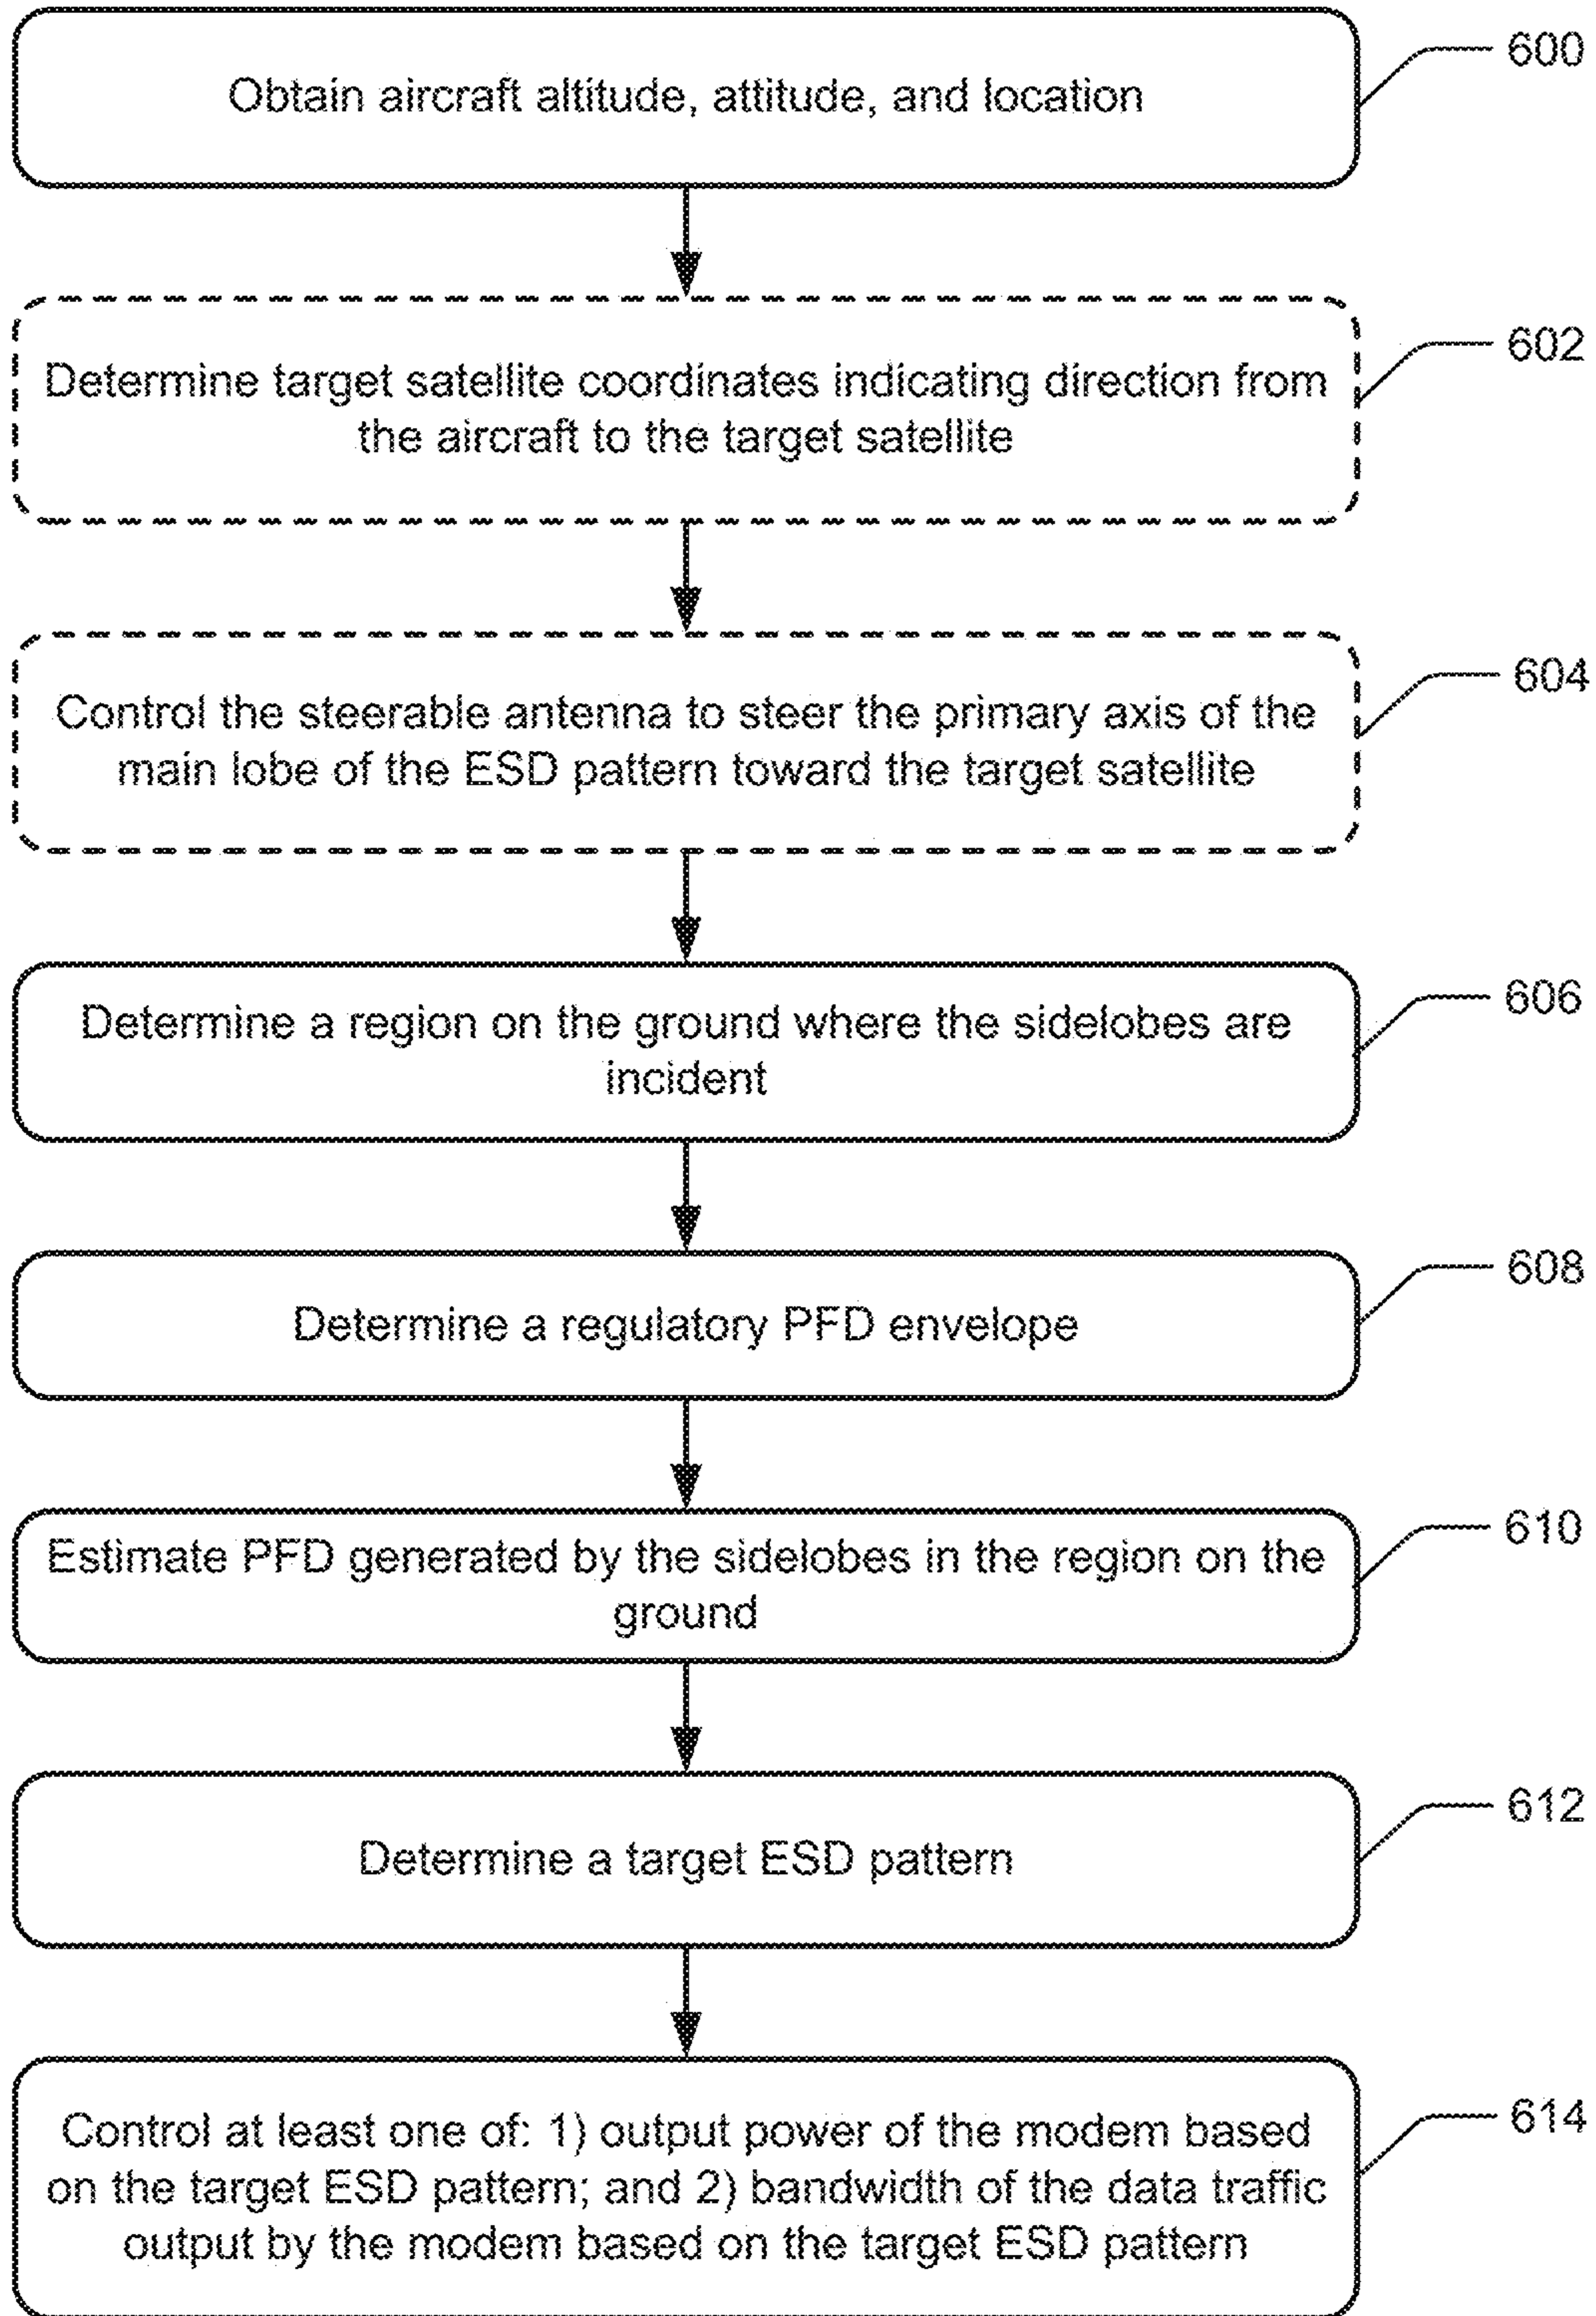 Obtain aircraft altitude, attitude, and location
600
Determine target satellite coordinates indicating direction from
the aircraft to the target satellite
602
Control the steerable antenna to steer the primary axis of the
main lobe of the ESD pattern toward the target satellite
604
Determine a region on the ground where the sidelobes are
incident
606
Determine a regulatory PFD envelope
608
Estimate PFD generated by the sidelobes in the region on the
ground
610
Determine a target ESD pattern
612
Control at least one of: 1) output power of the modem based
on the target ESD pattern; and 2) bandwidth of the data traffic
output by the modem based on the target ESD pattern
614